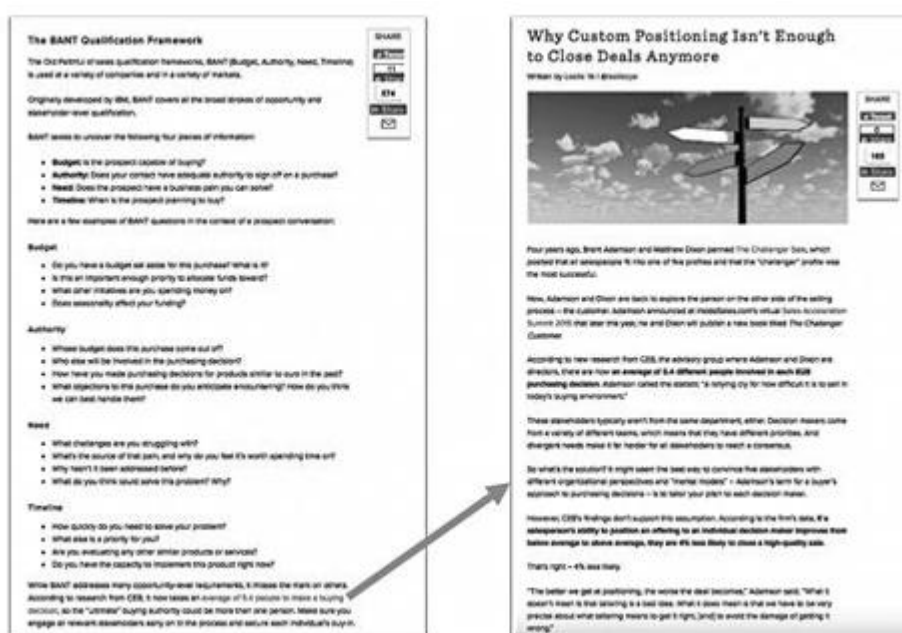 The BANT Qualification Framework
The Old Faithful of sales qualification frameworks, BANT (Budget, Authority, Need, Timeline)
is used at a variety of companies and in a variety of markets.
Originally developed by IBM, BANT covers all the broad strokes of opportunity and
stakeholder-level qualification.
BANT seeks to uncover the following four pieces of information:
• Budget: Is the prospect capable of buying?
• Authority: Does your contact have adequate authority to sign off on a purchase?
• Need: Does the prospect have a business pain you can solve?
• Timeline: When is the prospect planning to buy?
Here are a few examples of BANT questions in the context of a prospect conversation:
Budget
• Do you have a budget set aside for this purchase? What is it?
• Is this an important enough priority to allocate funds toward?
• What other initiatives are you spending money on?
• Does seasonality affect your funding?
Authority
• Whose budget does this purchase come out of?
• Who else will be involved in the purchasing decision?
• How have you made purchasing decisions for products similar to ours in the past?
• What objections to this purchase do you anticipate encountering? How do you think
we can best handle them?
Need
• What challenges are you struggling with?
• What's the source of that pain, and why do you feel it's worth spending time on?
• Why hasn't it been addressed before?
• What do you think could solve this problem? Why?
Timeline
• How quickly do you need to solve your problem?
• What else is a priority for you?
• Are you evaluating any other similar products or services?
• Do you have the capacity to implement this product right now?
While BANT addresses many opportunity-level requirements, it misses the mark on others.
According to research from CEB, it now takes an average of 5.4 people to make a buying
decision, so the "ultimate" buying authority could be more than one person. Make sure you
engage all relevant stakeholders early on in the process and secure each individual's buy-in.
SHARE
Tweet
11
Share
574
Share
Why Custom Positioning Isn't Enough
to Close Deals Anymore
Written by Leslie Ye
SHARE
Tweet
0
Share
Share
Four years ago, Brent Adamson and Matthew Dixon penned The Challenger Sale, which
posited that all salespeople fit into one of five profiles and that the "challenger" profile was
the most successful.
Now, Adamson and Dixon are back to explore the person on the other side of the selling
process – the customer. Adamson announced at InsideSales.com's virtual Sales Acceleration
Summit 2015 that later this year, he and Dixon will publish a new book titled The Challenger
Customer.
According to new research from CEB, the advisory group where Adamson and Dixon are
directors, there are now an average of 5.4 different people involved in each B2B
purchasing decision. Adamson called the statistic "a rallying cry for how difficult it is to sell in
today's buying environment."
These stakeholders typically aren't from the same department, either. Decision makers come
from a variety of different teams, which means that they have different priorities. And
divergent needs make it far harder for all stakeholders to reach a consensus.
So what's the solution? It might seem the best way to convince five stakeholders with
different organizational perspectives and "market models" – Adamson's term for a buyer's
approach to purchasing decisions – is to tailor your pitch to each decision maker.
However, CEB's findings don't support this assumption. According to the firm's data, if a
salesperson's ability to position an offering to an individual decision maker improves from
below average to above average, they are 4% less likely to close a high-quality sale.
That's right – 4% less likely.
"The better we get at positioning, the worse the deal becomes," Adamson said. "What it
doesn't mean is that tailoring is a bad idea. What it does mean is that we have to be very
precise about what tailoring means to get it right, [and] to avoid the damage of getting it
wrong."